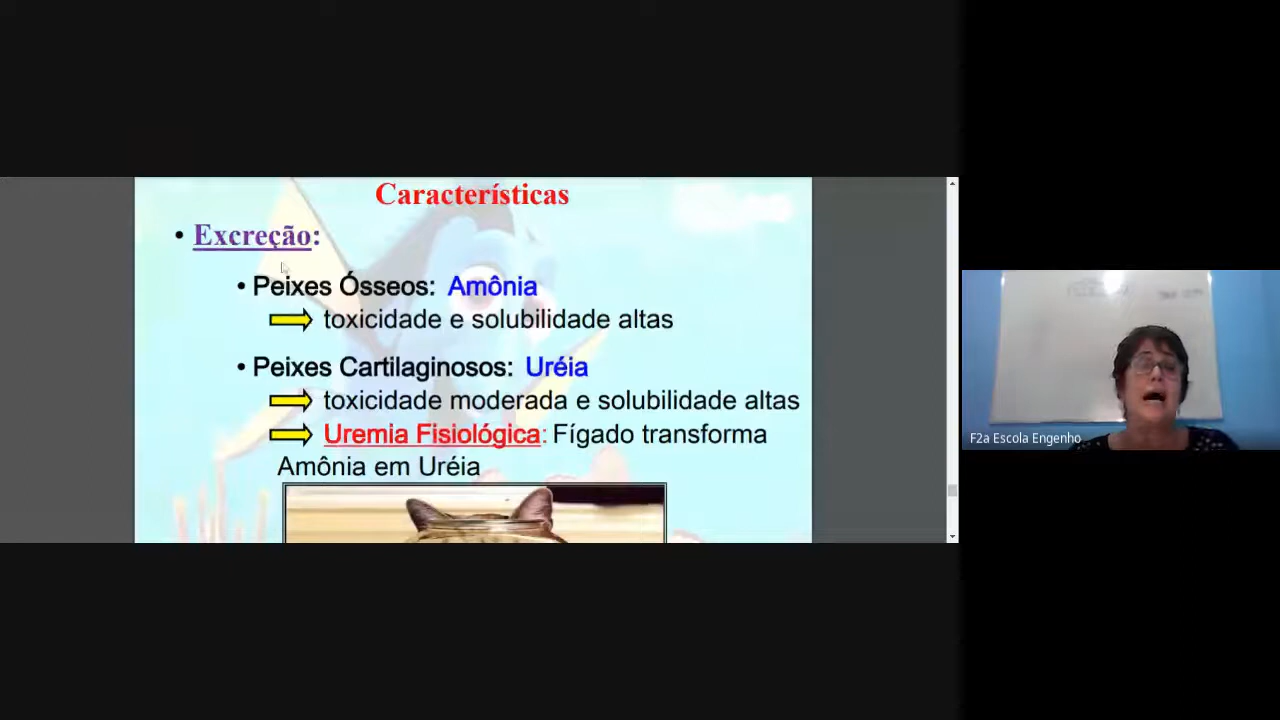 Características
• Excreção:
• Peixes Ósseos: Amônia
toxicidade e solubilidade altas
• Peixes Cartilaginosos: Uréia
toxicidade moderada e solubilidade altas
Uremia Fisiológica: Fígado transforma
Amônia em Uréia
F2a Escola Engenho